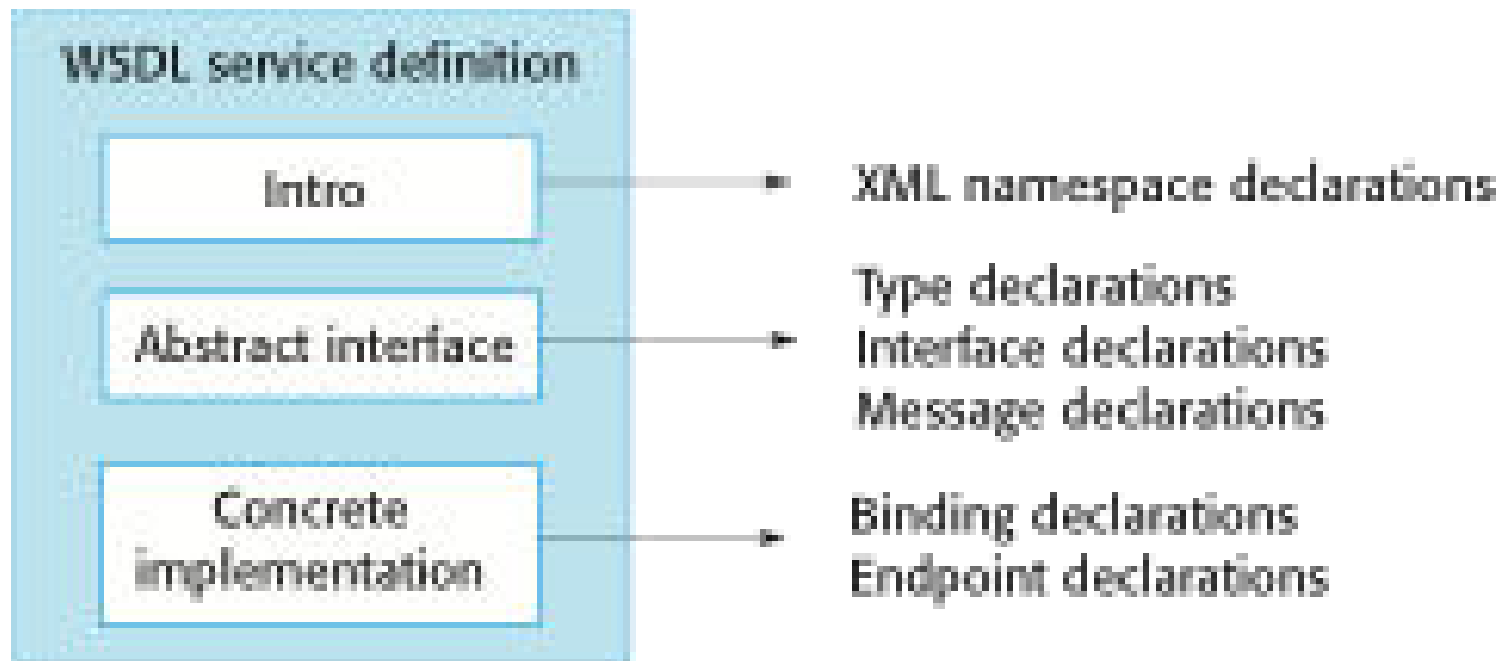 WSDL service definition
Intro
XML namespace declarations
Abstract interface
Type declarations
Interface declarations
Message declarations
Concrete
implementation
Binding declarations
Endpoint declarations